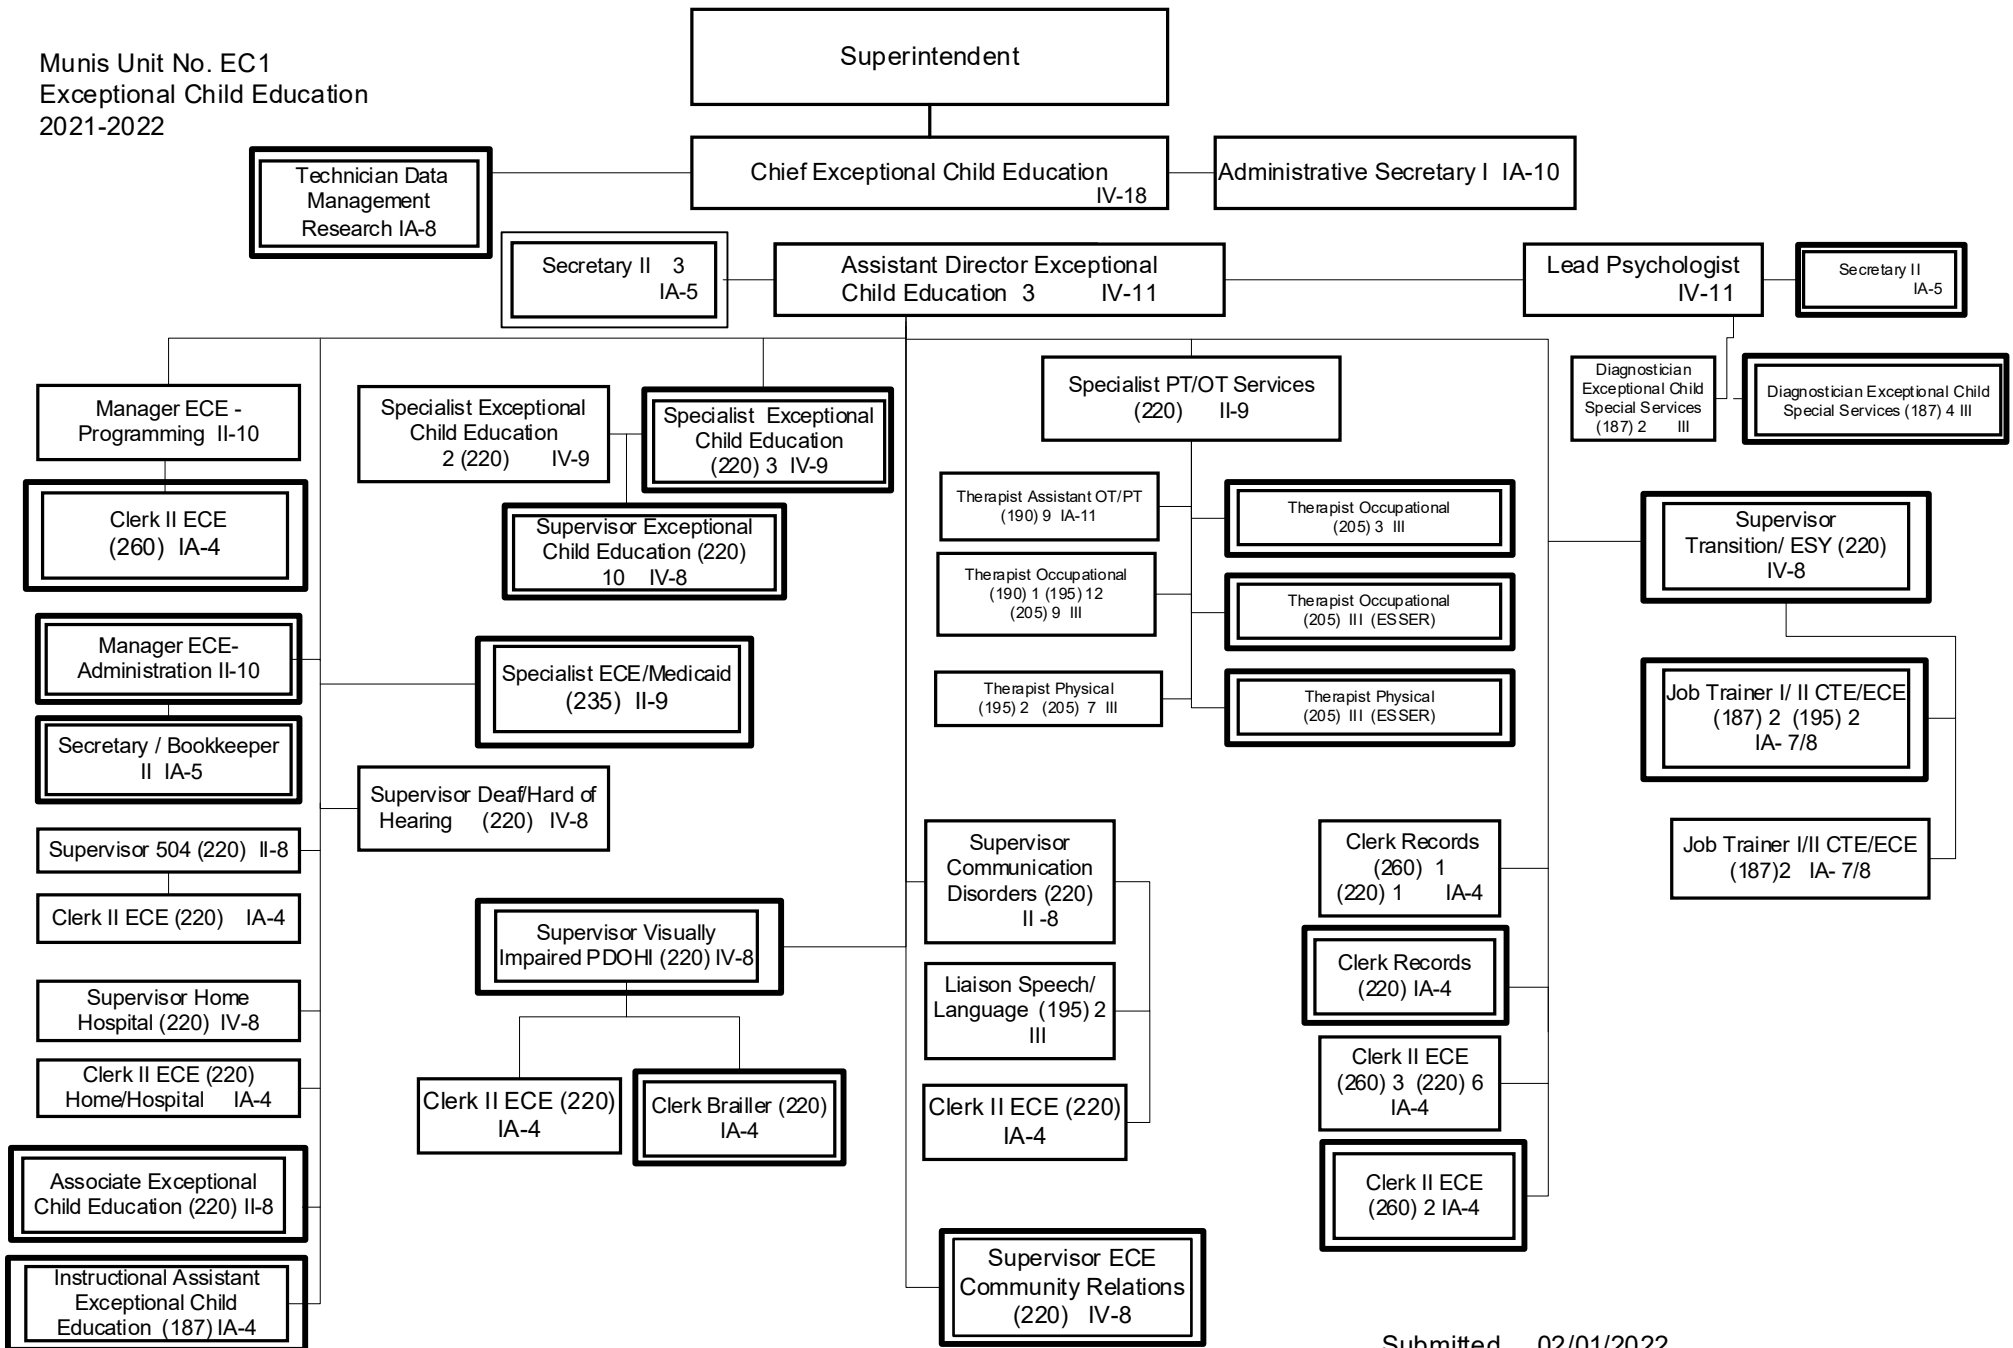 Munis Unit No. EC1
Exceptional Child Education
2021-2022
Superintendent
Chief Exceptional Child Education
IV-18
Administrative Secretary I IA-10
Technician Data
Management
Research IA-8
Secretary II 3
IA-5
Assistant Director Exceptional
Child Education 3 IV-11
Lead Psychologist
IV-11
Secretary II
IA-5
Diagnostician
Exceptional Child
Special Services
(187) 2 III
Diagnostician Exceptional Child
Special Services (187) 4 III
Manager ECE -
Programming II-10
Clerk II ECE
(260) IA-4
Manager ECE-
Administration II-10
Secretary / Bookkeeper
II IA-5
Supervisor 504 (220) II-8
Clerk II ECE (220) IA-4
Supervisor Home
Hospital (220) IV-8
Clerk II ECE (220)
Home/Hospital IA-4
Associate Exceptional
Child Education (220) II-8
Instructional Assistant
Exceptional Child
Education (187) IA-4
Specialist Exceptional
Child Education
2 (220) IV-9
Specialist Exceptional
Child Education
(220) 3 IV-9
Supervisor Exceptional
Child Education (220)
10 IV-8
Specialist ECE/Medicaid
(235) II-9
Supervisor Deaf/Hard of
Hearing (220) IV-8
Supervisor Visually
Impaired PDOHI (220) IV-8
Clerk II ECE (220)
IA-4
Clerk Brailler (220)
IA-4
Specialist PT/OT Services
(220) II-9
Therapist Assistant OT/PT
(190) 9 IA-11
Therapist Occupational
(190) 1 (195) 12
(205) 9 III
Therapist Physical
(195) 2 (205) 7 III
Therapist Occupational
(205) 3 III
Therapist Occupational
(205) III (ESSER)
Therapist Physical
(205) III (ESSER)
Supervisor
Communication
Disorders (220)
II -8
Liaison Speech/
Language (195) 2
III
Clerk II ECE (220)
IA-4
Supervisor ECE
Community Relations
(220) IV-8
Clerk Records
(260) 1
(220) 1 IA-4
Clerk Records
(220) IA-4
Clerk II ECE
(260) 3 (220) 6
IA-4
Clerk II ECE
(260) 2 IA-4
Supervisor
Transition/ ESY (220)
IV-8
Job Trainer I/ II CTE/ECE
(187) 2 (195) 2
IA- 7/8
Job Trainer I/II CTE/ECE
(187)2 IA- 7/8
Submitted 02/01/2022